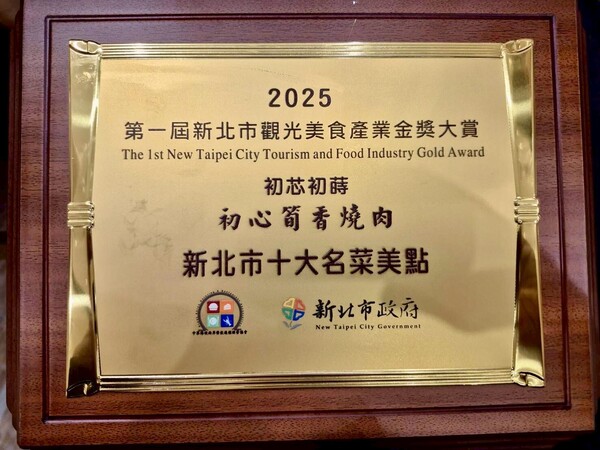 2025
第一屆新北市觀光美食產業金獎大賞
The 1st New Taipei City Tourism and Food Industry Gold Award
初芯初蒔
初心筍香燒肉
新北市十大名菜美點
新北市政府
New Taipei City Government